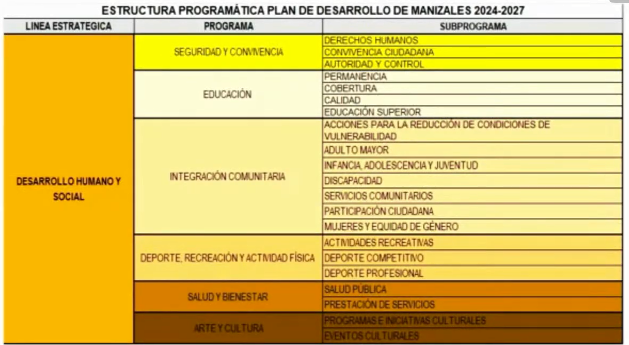 ESTRUCTURA PROGRAMÁTICA PLAN DE DESARROLLO DE MANIZALES 2024-2027
LINEA ESTRATEGICA PROGRAMA SUBPROGRAMA
DESARROLLO HUMANO Y
SOCIAL
SEGURIDAD Y CONVIVENCIA
DERECHOS HUMANOS
CONVIVENCIA CIUDADANA
AUTORIDAD Y CONTROL
EDUCACIÓN
PERMANENCIA
COBERTURA
CALIDAD
EDUCACIÓN SUPERIOR
INTEGRACIÓN COMUNITARIA
ACCIONES PARA LA REDUCCIÓN DE CONDICIONES DE
VULNERABILIDAD
ADULTO MAYOR
INFANCIA, ADOLESCENCIA Y JUVENTUD
DISCAPACIDAD
SERVICIOS COMUNITARIOS
PARTICIPACIÓN CIUDADANA
MUJERES Y EQUIDAD DE GÉNERO
DEPORTE, RECREACIÓN Y ACTIVIDAD FÍSICA
ACTIVIDADES RECREATIVAS
DEPORTE COMPETITIVO
DEPORTE PROFESIONAL
SALUD Y BIENESTAR
SALUD PÚBLICA
PRESTACIÓN DE SERVICIOS
ARTE Y CULTURA
PROGRAMAS E INICIATIVAS CULTURALES
EVENTOS CULTURALES